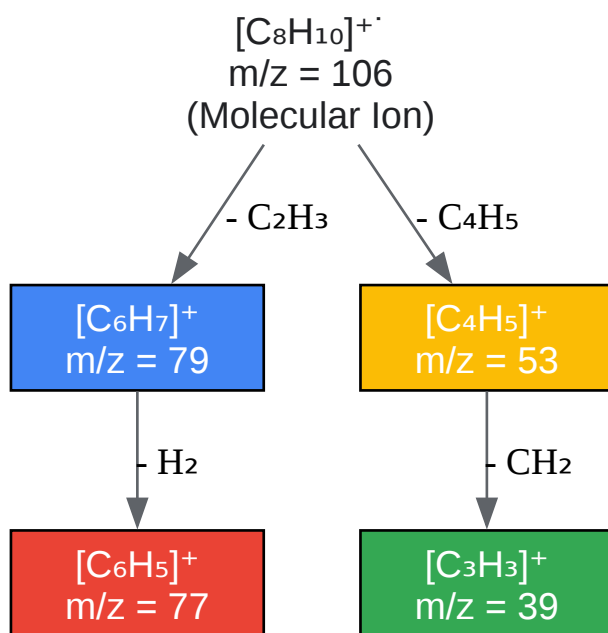 [C₈H₁₀]⁺˙
m/z = 106
(Molecular Ion)
- C₂H₃
- C₄H₅
[C₆H₇]⁺
m/z = 79
[C₄H₅]⁺
m/z = 53
- H₂
- CH₂
[C₆H₅]⁺
m/z = 77
[C₃H₃]⁺
m/z = 39